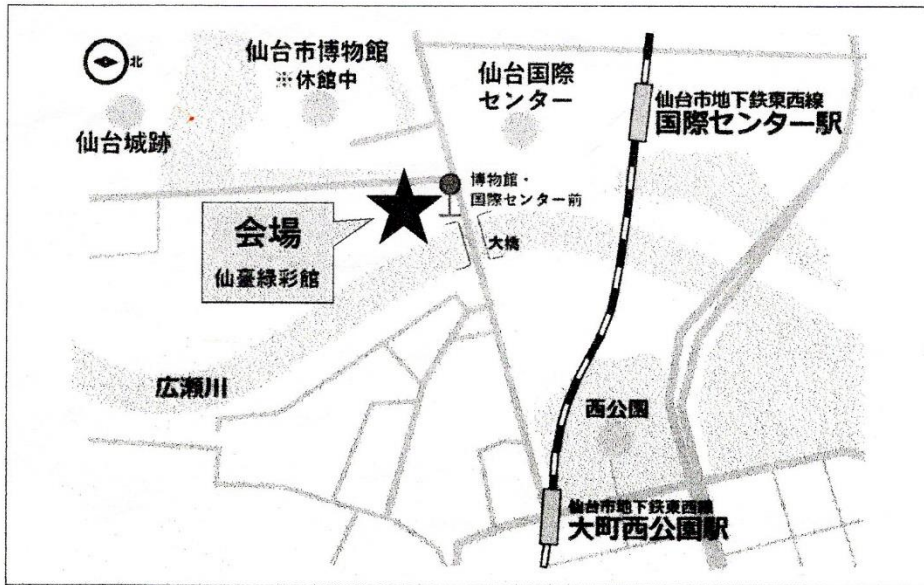 北
仙台市博物館
※休館中
仙台国際
センター
仙台市地下鉄東西線
国際センター駅
仙台城跡
博物館・
国際センター前
会場
仙臺緑彩館
大橋
広瀬川
西公園
仙台市地下鉄東西線
大町西公園駅